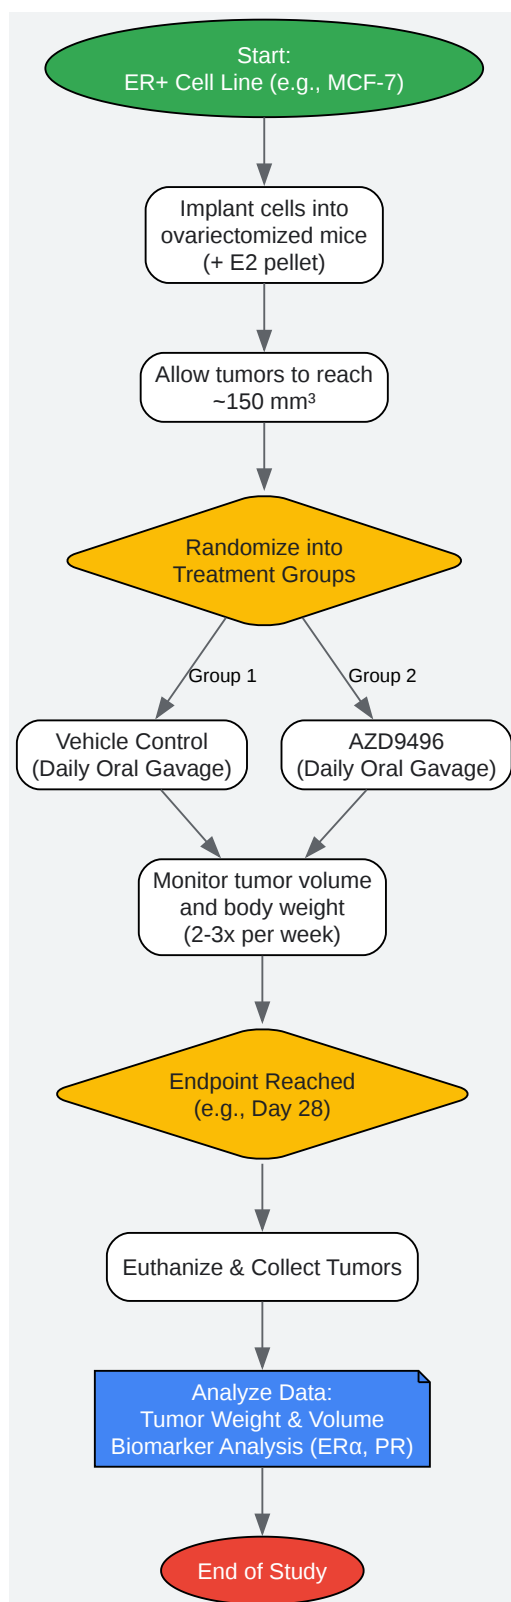 Start:
ER+ Cell Line (e.g., MCF-7)
Implant cells into
ovariectomized mice
(+ E2 pellet)
Allow tumors to reach
~150 mm³
Randomize into
Treatment Groups
Group 1
Group 2
Vehicle Control
(Daily Oral Gavage)
AZD9496
(Daily Oral Gavage)
Monitor tumor volume
and body weight
(2-3x per week)
Endpoint Reached
(e.g., Day 28)
Euthanize & Collect Tumors
Analyze Data:
Tumor Weight & Volume
Biomarker Analysis (ERα, PR)
End of Study